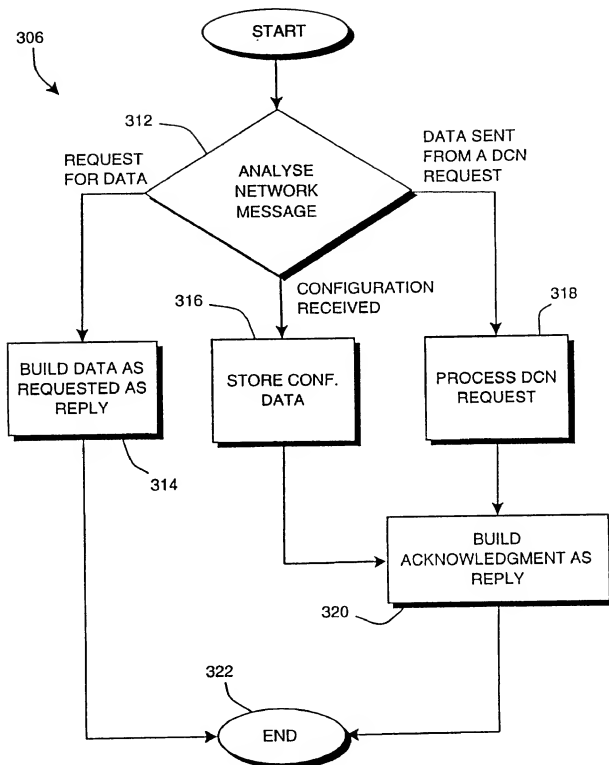 START
306
312
REQUEST
FOR DATA
ANALYSE
NETWORK
MESSAGE
DATA SENT
FROM A DCN
REQUEST
CONFIGURATION
RECEIVED
316
318
BUILD DATA AS
REQUESTED AS
REPLY
STORE CONF.
DATA
PROCESS DCN
REQUEST
314
BUILD
ACKNOWLEDGMENT AS
REPLY
320
322
END